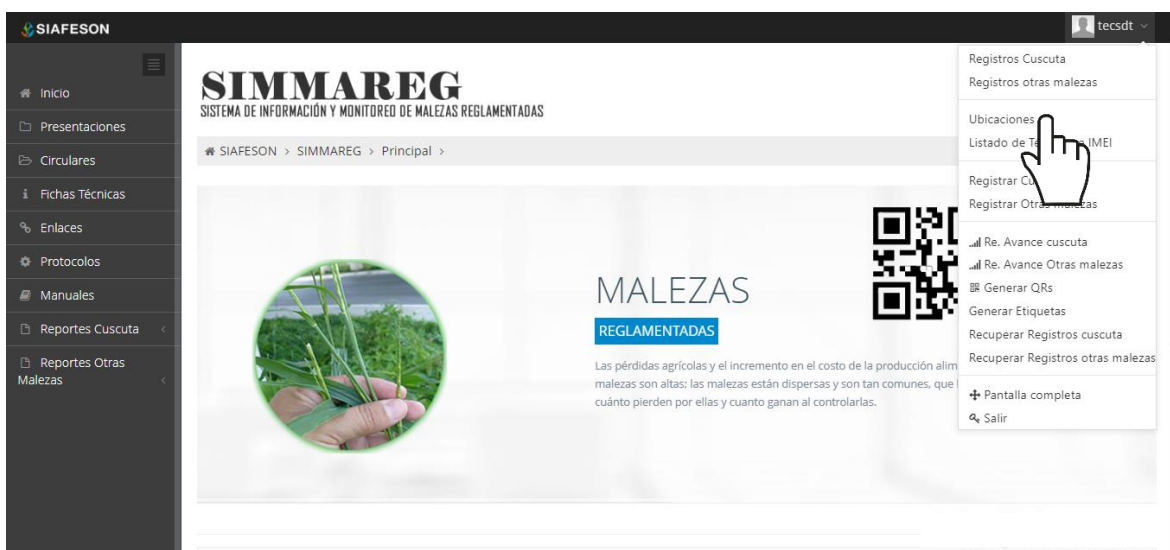 SIAFESON
tecsdt
Inicio
Presentaciones
Circulares
Fichas Técnicas
Enlaces
Protocolos
Manuales
Reportes Cuscuta
Reportes Otras
Malezas
SIMMAREG
SISTEMA DE INFORMACIÓN Y MONITOREO DE MALEZAS REGLAMENTADAS
SIAFESON > SIMMAREG > Principal >
MALEZAS
REGLAMENTADAS
Las pérdidas agrícolas y el incremento en el costo de la producción
malezas son altas; las malezas están dispersas y son tan comunes, que
cuánto pierden por ellas y cuanto ganan al controlarlas.
Registros Cuscuta
Registros otras malezas
Ubicaciones
Listado de IMEI
Registrar
Registrar Otras malezas
Re. Avance cuscuta
Re. Avance Otras malezas
Generar QRs
Generar Etiquetas
Recuperar Registros cuscuta
Recuperar Registros otras malezas
Pantalla completa
Salir